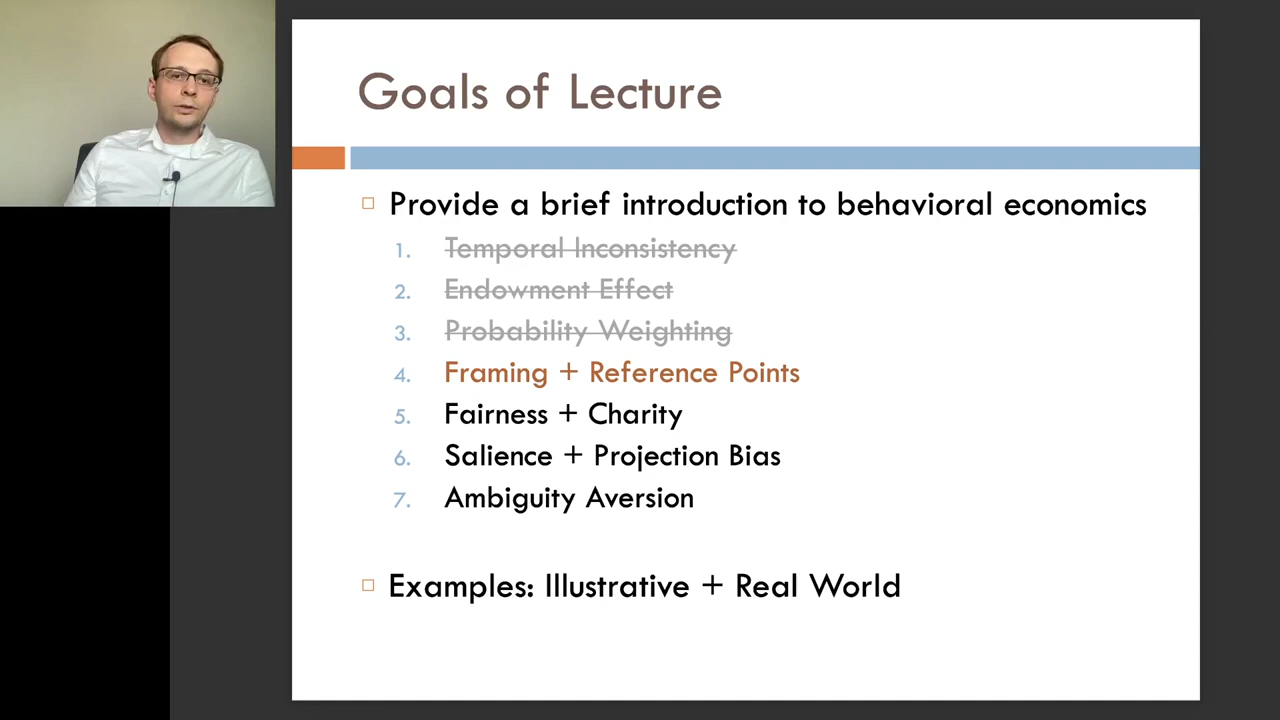 Goals of Lecture
Provide a brief introduction to behavioral economics
1. Temporal Inconsistency
2. Endowment Effect
3. Probability Weighting
4. Framing + Reference Points
5. Fairness + Charity
6. Salience + Projection Bias
7. Ambiguity Aversion
Examples: Illustrative + Real World